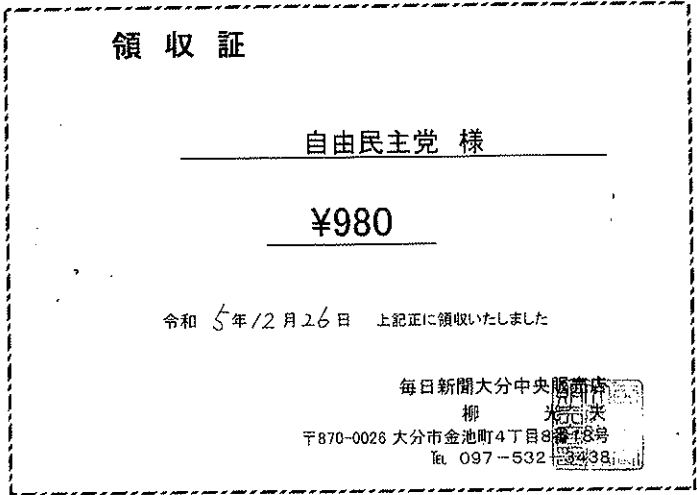 領収証
自由民主党 様
¥980
令和 5年12月26日 上記正に領収いたしました
毎日新聞大分中央販売店
柳 光
〒870-0026 大分市金池町4丁目8番18号
℡ 097-532-3438